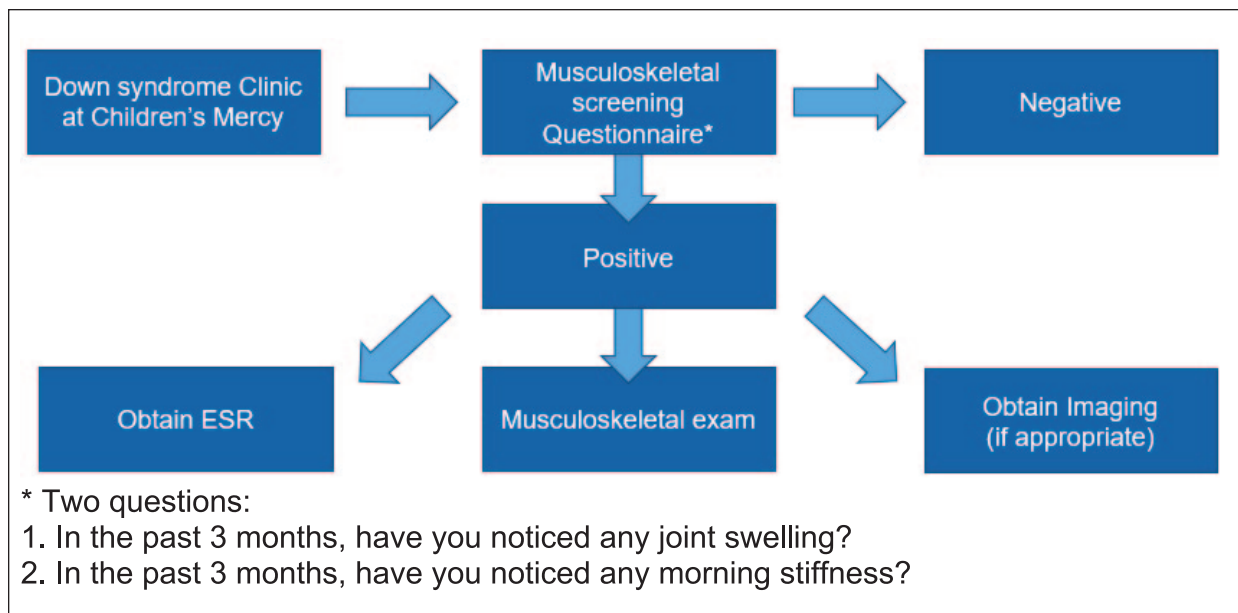 Down syndrome Clinic
at Children's Mercy
Musculoskeletal
screening
Questionnaire*
Negative
Positive
Obtain ESR
Musculoskeletal exam
Obtain Imaging
(if appropriate)
* Two questions:
1. In the past 3 months, have you noticed any joint swelling?
2. In the past 3 months, have you noticed any morning stiffness?